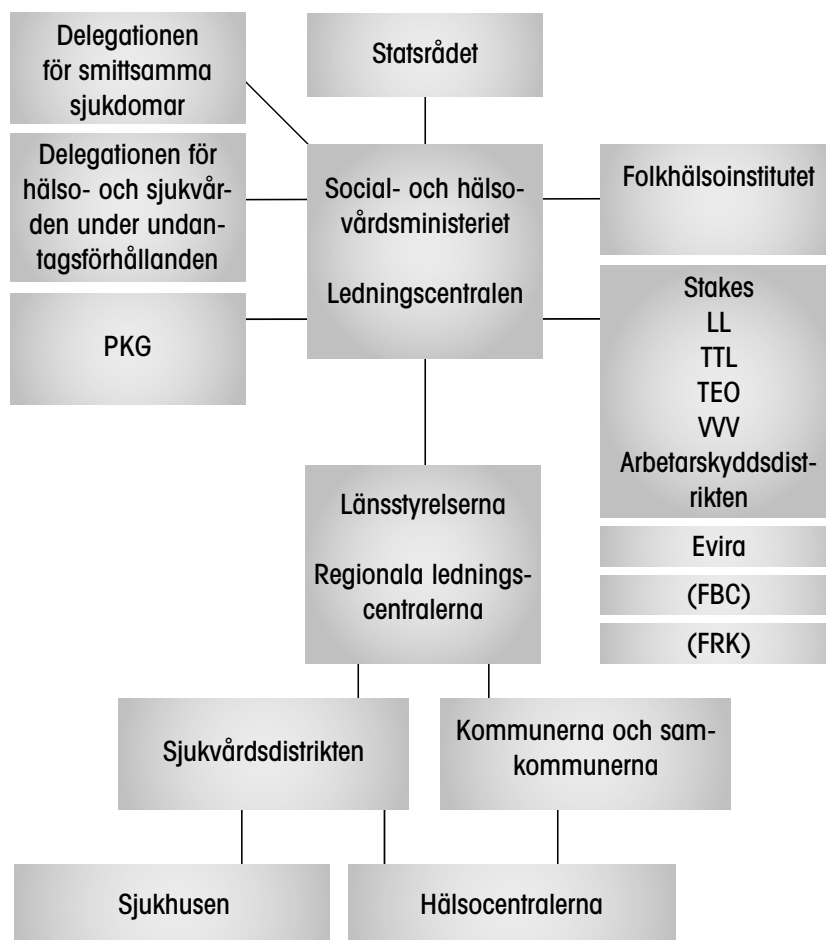 Delegationen
för smittsamma
sjukdomar
Statsrådet
Delegationen för
hälso- och sjukvår-
den under undan-
tagsförhållanden
Social- och hälso-
vårdsministeriet
Ledningscentralen
Folkhälsoinstitutet
PKG
Stakes
LL
TTL
TEO
VVV
Arbetarskyddsdist-
rikten
Evira
(FBC)
(FRK)
Länsstyrelserna
Regionala lednings-
centralerna
Sjukvårdsdistrikten
Kommunerna och sam-
kommunerna
Sjukhusen
Hälsocentralerna